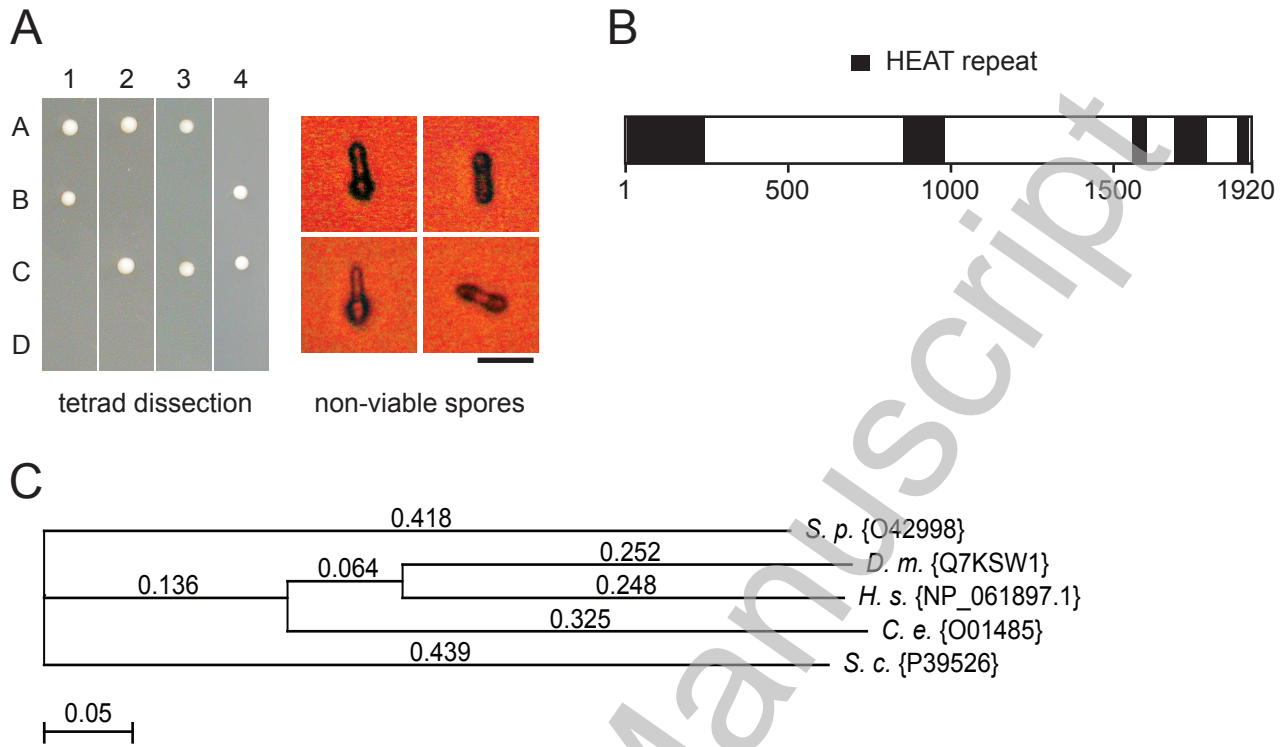 A
1 2 3 4
A
B
C
D
tetrad dissection
non-viable spores
B
HEAT repeat
1 500 1000 1500 1920
C
0.418 S. p. {O42998}
0.252 D. m. {Q7KSW1}
0.064
0.136 0.248 H. s. {NP_061897.1}
0.325 C. e. {O01485}
0.439 S. c. {P39526}
0.05
Manuscript